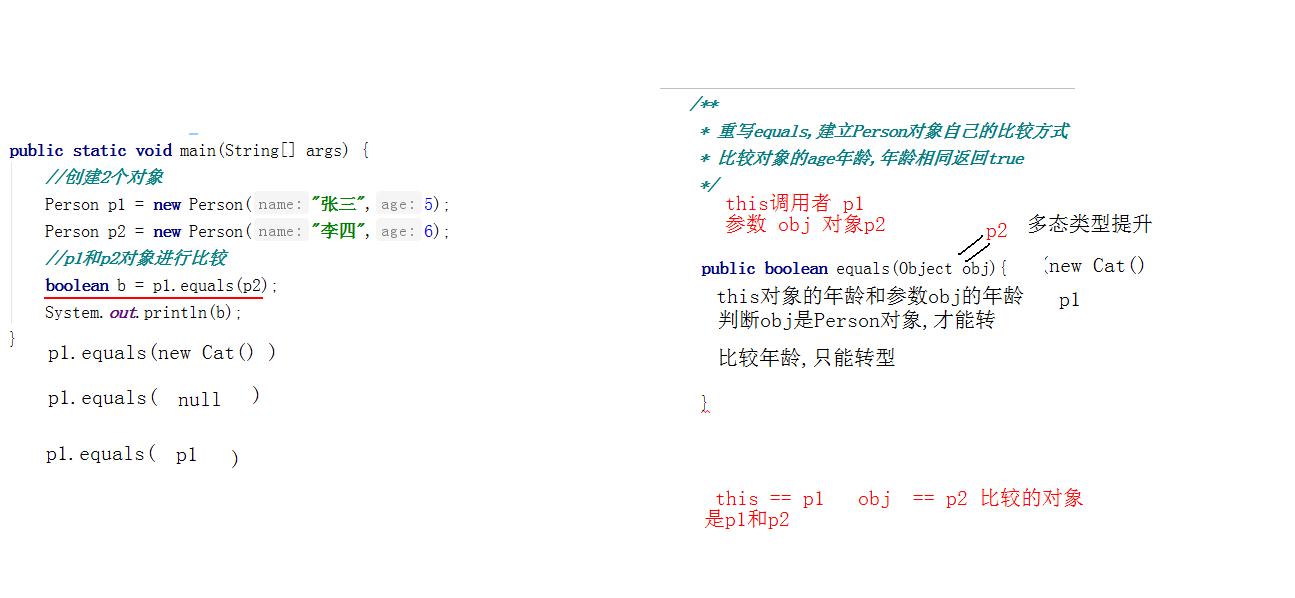 public static void main(String[] args) {
//创建2个对象
Person p1 = new Person( name: "张三", age: 5);
Person p2 = new Person( name: "李四", age: 6);
//p1和p2对象进行比较
boolean b = p1.equals(p2);
System.out.println(b);
}
p1.equals(new Cat() )
p1.equals( null )
p1.equals( p1 )
/**
* 重写equals,建立Person对象自己的比较方式
* 比较对象的age年龄,年龄相同返回true
*/
this调用者 p1
参数 obj 对象p2
p2 多态类型提升
public boolean equals(Object obj){ (new Cat()
this对象的年龄和参数obj的年龄 p1
判断obj是Person对象,才能转
比较年龄,只能转型
}
this == p1 obj == p2 比较的对象
是p1和p2